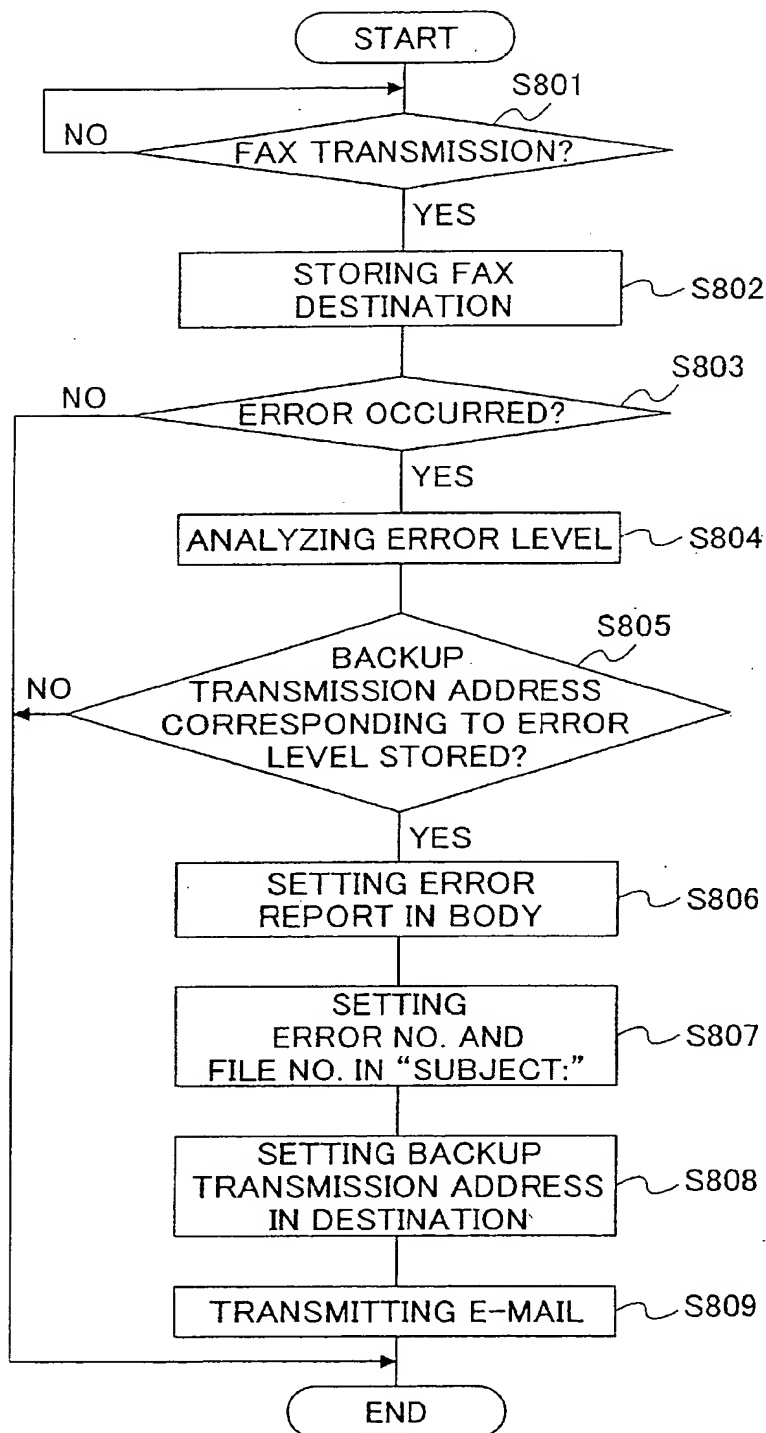 START
S801
NO
FAX TRANSMISSION?
YES
STORING FAX
DESTINATION
S802
S803
NO
ERROR OCCURRED?
YES
ANALYZING ERROR LEVEL
S804
S805
BACKUP
NO
TRANSMISSION ADDRESS
CORRESPONDING TO ERROR
LEVEL STORED?
YES
SETTING ERROR
REPORT IN BODY
S806
SETTING
ERROR NO. AND
FILE NO. IN “SUBJECT:”
S807
SETTING BACKUP
TRANSMISSION ADDRESS
IN DESTINATION
S808
TRANSMITTING E-MAIL
S809
END